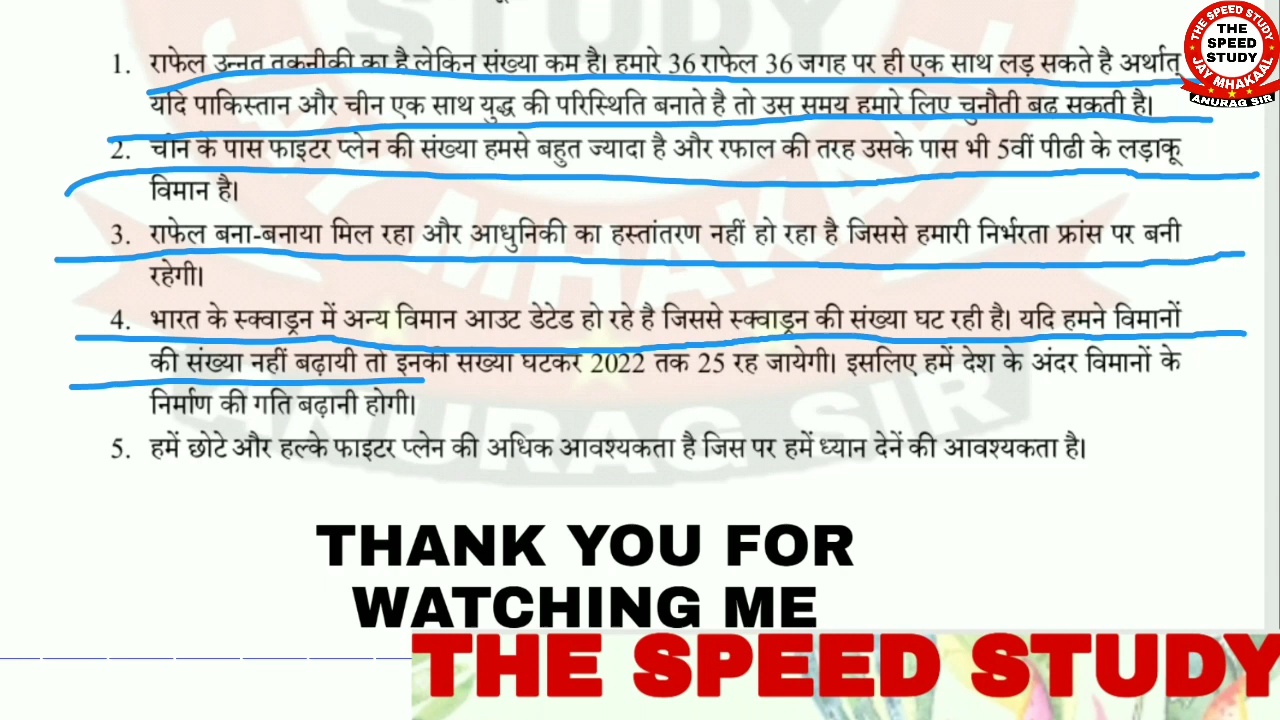 1. राफेल उन्नत तकनीकी का है लेकिन संख्या कम है। हमारे 36 राफेल 36 जगह पर ही एक साथ लड़ सकते है अर्थात्
यदि पाकिस्तान और चीन एक साथ युद्ध की परिस्थिति बनाते है तो उस समय हमारे लिए चुनौती बढ सकती है।
2. चीन के पास फाइटर प्लेन की संख्या हमसे बहुत ज्यादा है और रफाल की तरह उसके पास भी 5वीं पीढी के लड़ाकू
विमान है।
3. राफेल बना-बनाया मिल रहा और आधुनिकी का हस्तांतरण नहीं हो रहा है जिससे हमारी निर्भरता फ्रांस पर बनी
रहेगी।
4. भारत के स्क्वाड्रन में अन्य विमान आउट डेटेड हो रहे है जिससे स्क्वाड्रन की संख्या घट रही है। यदि हमने विमानों
की संख्या नहीं बढ़ायी तो इनकी संख्या घटकर 2022 तक 25 रह जायेगी। इसलिए हमें देश के अंदर विमानों के
निर्माण की गति बढ़ानी होगी।
5. हमें छोटे और हल्के फाइटर प्लेन की अधिक आवश्यकता है जिस पर हमें ध्यान देनें की आवश्यकता है।
THANK YOU FOR
WATCHING ME
THE SPEED STUDY
THE SPEED STUDY
THE
SPEED
STUDY
JAY MHAKAAL
ANURAG SIR
STUDY
JAY MHAKAAL
ANURAG SIR